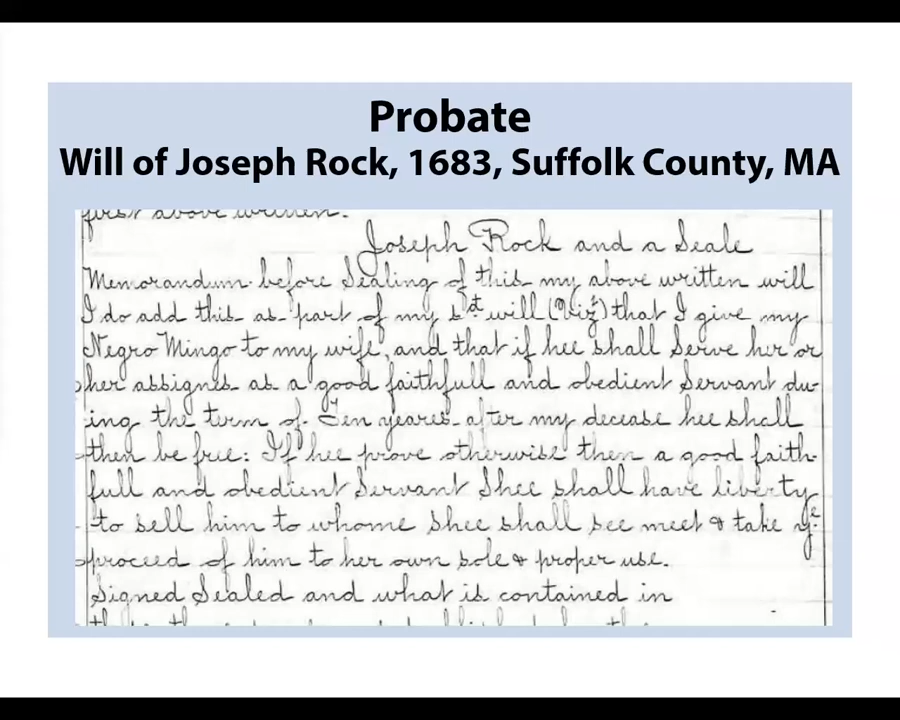 Probate
Will of Joseph Rock, 1683, Suffolk County, MA
first above written.
Joseph Rock and a Seale
Memorandum before Sealing of this my above written will
I do add this as part of my sd will (Viz) that I give my
Negro Mingo to my wife, and that if hee shall Serve her or
her assignes as a good faithfull and obedient Servant du-
ring the term of Ten yeares after my decease hee shall
then be free: If hee prove otherwise then a good faith-
full and obedient Servant Shee shall have liberty
to sell him to whome Shee shall see meet & take ye
proceed of him to her own sole & proper use.
Signed Sealed and what is contained in